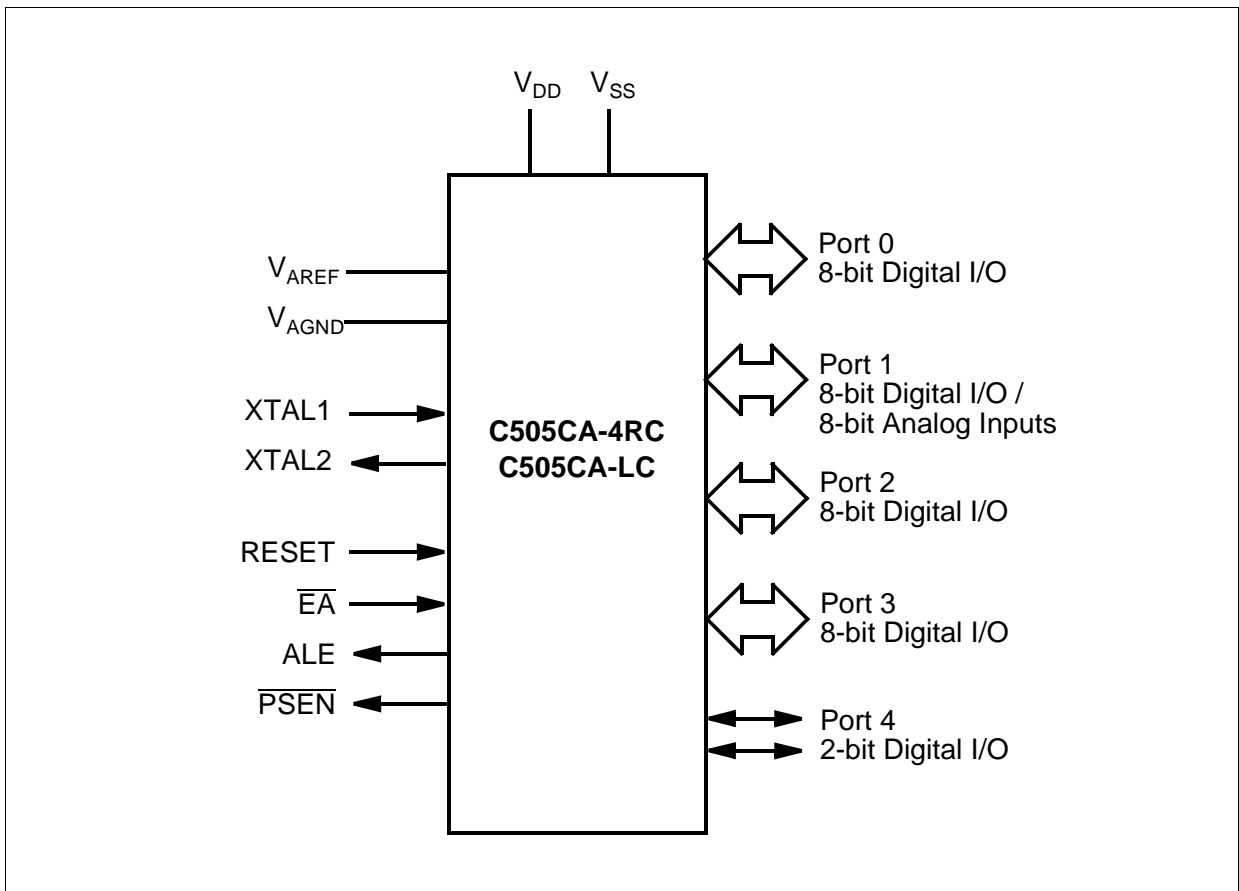 V_DD V_SS
V_AREF
V_AGND
XTAL1
XTAL2
RESET
E̅A̅
ALE
P̅S̅E̅N̅
C505CA-4RC
C505CA-LC
Port 0
8-bit Digital I/O
Port 1
8-bit Digital I/O /
8-bit Analog Inputs
Port 2
8-bit Digital I/O
Port 3
8-bit Digital I/O
Port 4
2-bit Digital I/O